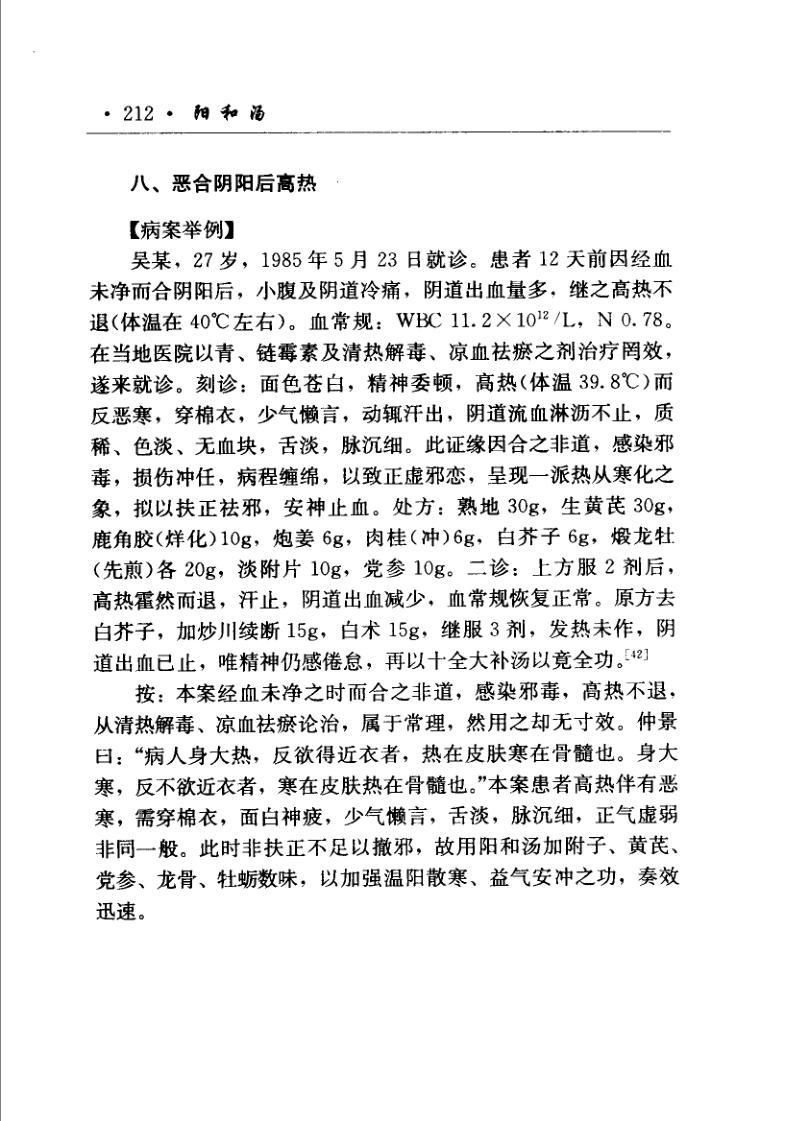 · 212 · 阳和汤
八、恶合阴阳后高热
【病案举例】
吴某，27 岁，1985 年 5 月 23 日就诊。患者 12 天前因经血
未净而合阴阳后，小腹及阴道冷痛，阴道出血量多，继之高热不
退(体温在 40℃左右)。血常规：WBC 11.2×10¹²/L，N 0.78。
在当地医院以青、链霉素及清热解毒、凉血祛瘀之剂治疗罔效，
遂来就诊。刻诊：面色苍白，精神委顿，高热(体温 39.8℃)而
反恶寒，穿棉衣，少气懒言，动辄汗出，阴道流血淋沥不止，质
稀、色淡、无血块，舌淡，脉沉细。此证缘因合之非道，感染邪
毒，损伤冲任，病程缠绵，以致正虚邪恋，呈现一派热从寒化之
象，拟以扶正祛邪，安神止血。处方：熟地 30g，生黄芪 30g，
鹿角胶(烊化)10g，炮姜 6g，肉桂(冲)6g，白芥子 6g，煅龙牡
(先煎)各 20g，淡附片 10g，党参 10g。二诊：上方服 2 剂后，
高热霍然而退，汗止，阴道出血减少，血常规恢复正常。原方去
白芥子，加炒川续断 15g，白术 15g，继服 3 剂，发热未作，阴
道出血已止，唯精神仍感倦怠，再以十全大补汤以竟全功。[42]
按：本案经血未净之时而合之非道，感染邪毒，高热不退，
从清热解毒、凉血祛瘀论治，属于常理，然用之却无寸效。仲景
曰：“病人身大热，反欲得近衣者，热在皮肤寒在骨髓也。身大
寒，反不欲近衣者，寒在皮肤热在骨髓也。”本案患者高热伴有恶
寒，需穿棉衣，面白神疲，少气懒言，舌淡，脉沉细，正气虚弱
非同一般。此时非扶正不足以撤邪，故用阳和汤加附子、黄芪、
党参、龙骨、牡蛎数味，以加强温阳散寒、益气安冲之功，奏效
迅速。